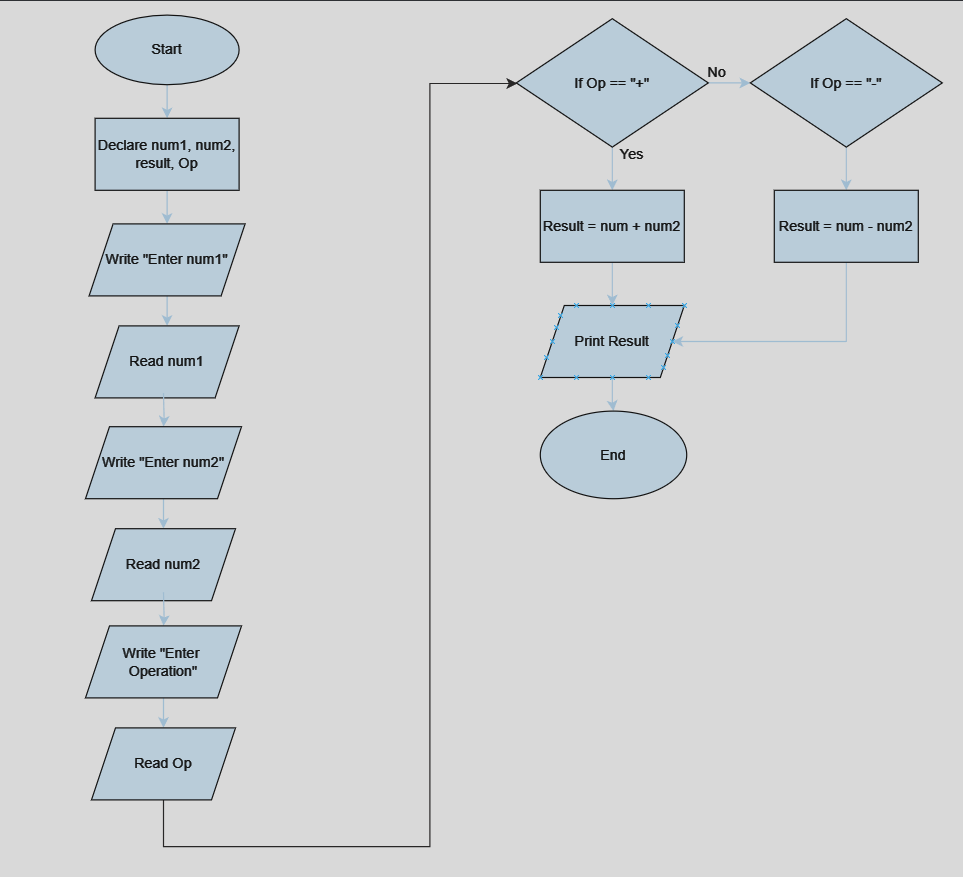 Start
Declare num1, num2,
result, Op
Write "Enter num1"
Read num1
Write "Enter num2"
Read num2
Write "Enter
Operation"
Read Op
If Op == "+"
No
If Op == "-"
Yes
Result = num + num2
Result = num - num2
Print Result
End